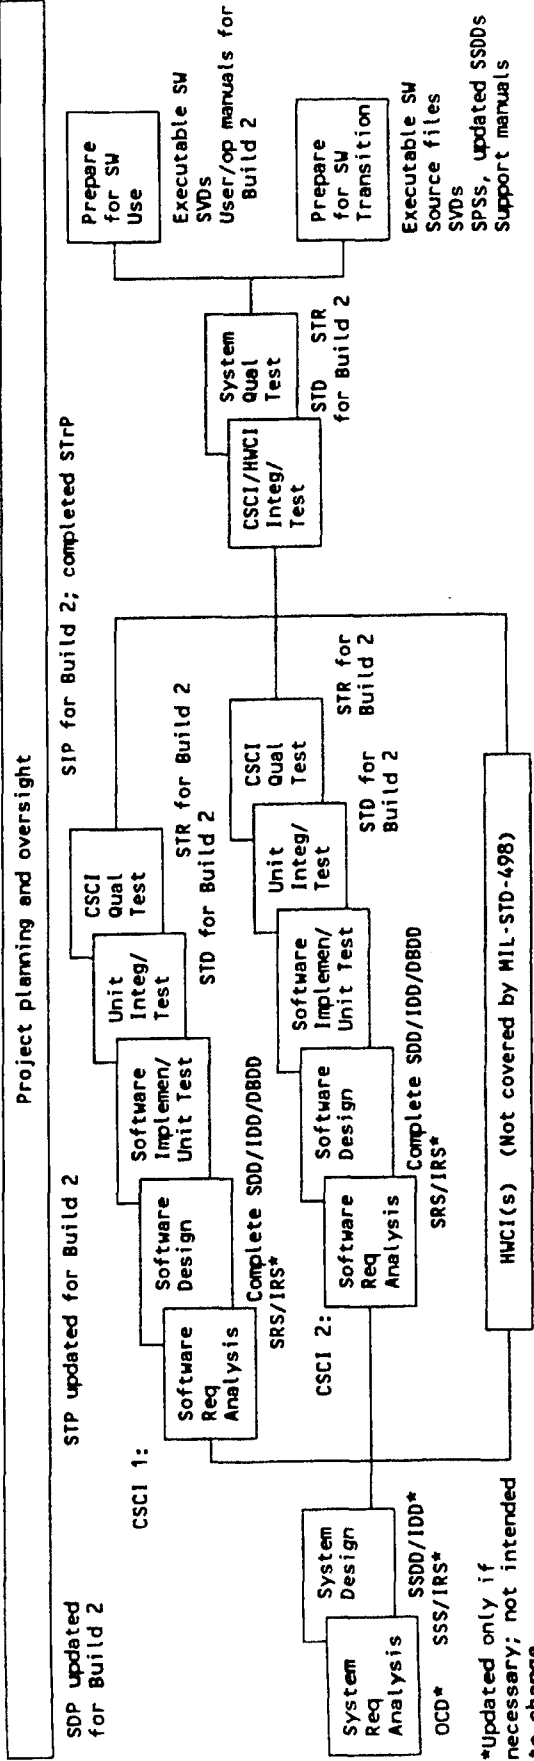 Project planning and oversight
SDP updated
for Build 2
STP updated for Build 2
SIP for Build 2; completed STrP
CSCI 1:
Software
Req
Analysis
SRS/IRS*
Software
Design
Complete SDD/IDD/DBDD
Software
Implemen/
Unit Test
Unit
Integ/
Test
STD for Build 2
CSCI
Qual
Test
STR for Build 2
System
Req
Analysis
OCD*
SSS/IRS*
System
Design
SSDD/IDD*
CSCI 2:
Software
Req
Analysis
SRS/IRS*
Software
Design
Complete SDD/IDD/DBDD
Software
Implemen/
Unit Test
Unit
Integ/
Test
STD for
Build 2
CSCI
Qual
Test
STR for
Build 2
HWCI(s) (Not covered by MIL-STD-498)
CSCI/HWCI
Integ/
Test
System
Qual
Test
STD STR
for Build 2
Prepare
for SW
Use
Executable SW
SVDs
User/op manuals for
Build 2
Prepare
for SW
Transition
Executable SW
Source files
SVDs
SPSs, updated SSDDs
Support manuals
*Updated only if
necessary; not intended
to change